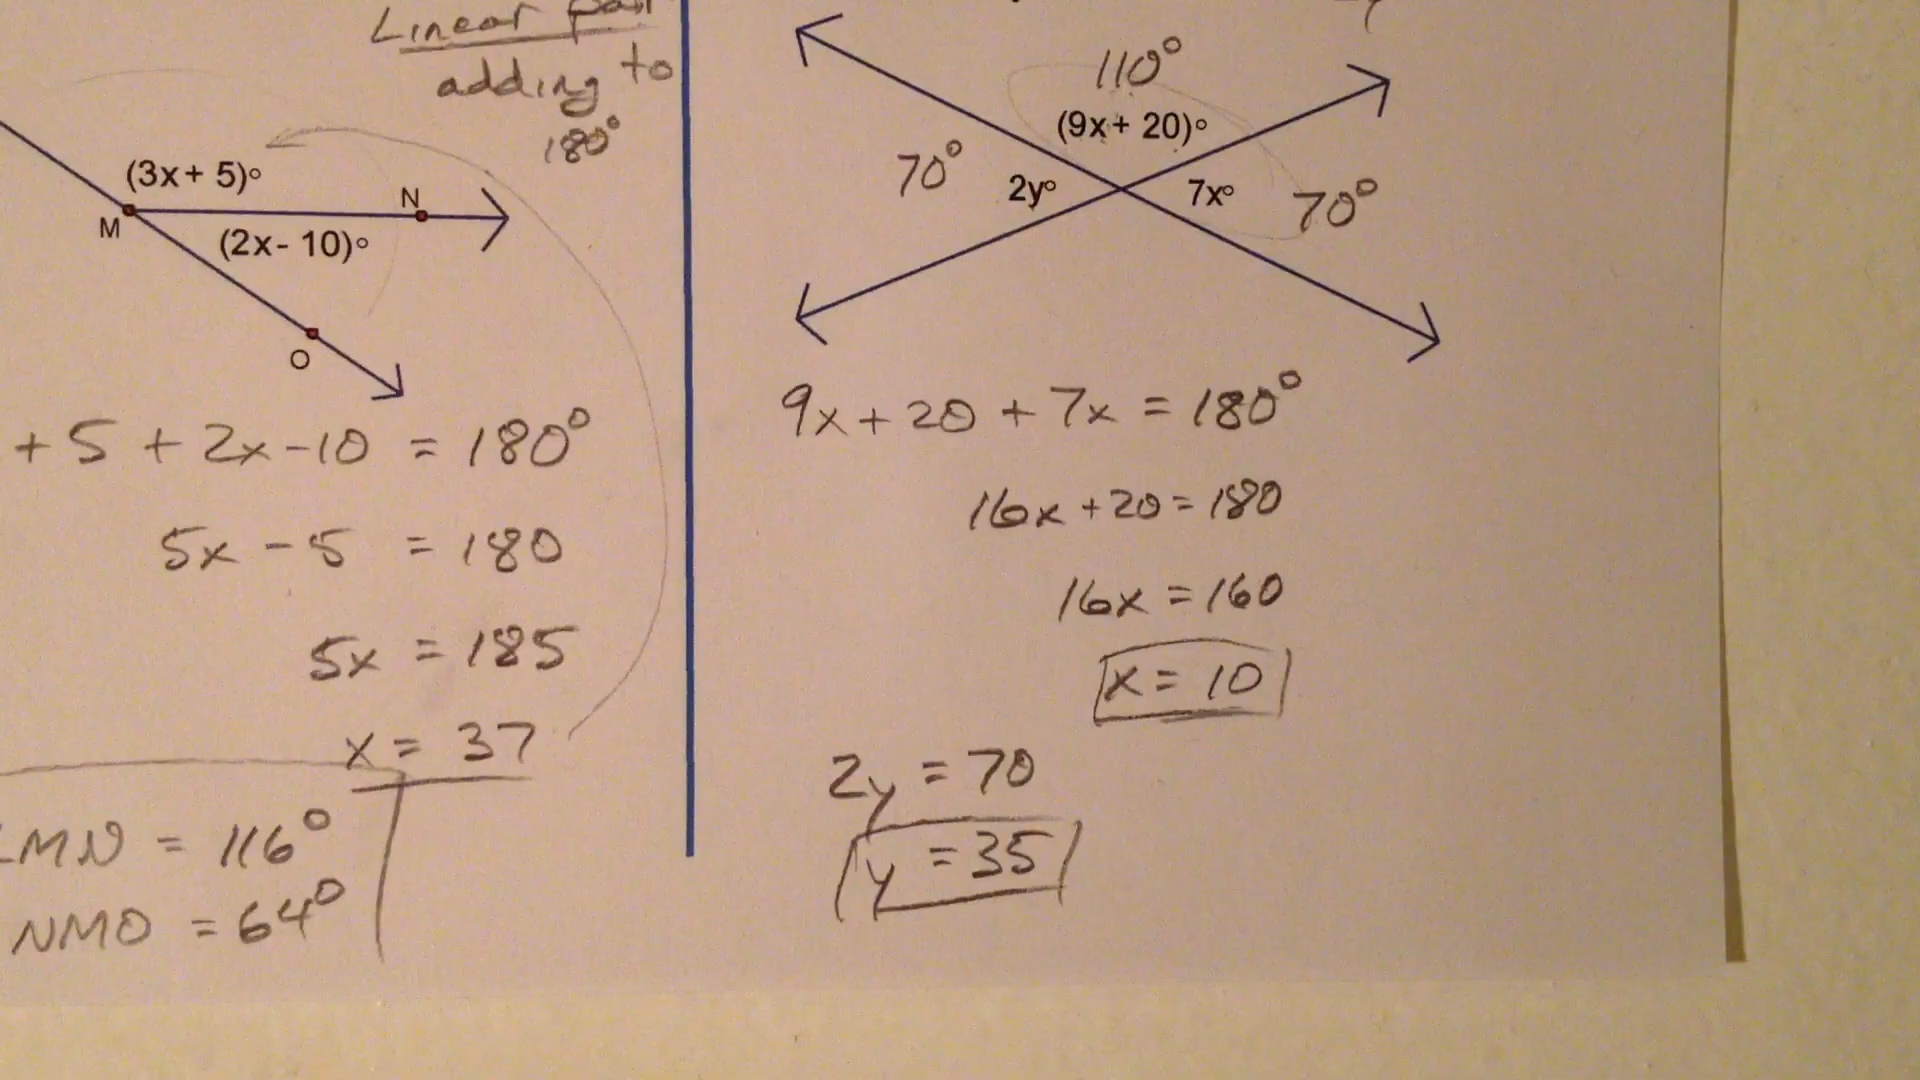 Linear pair
adding to
180°
(3x + 5)°
M
N
(2x - 10)°
O
+ 5 + 2x - 10 = 180°
5x - 5 = 180
5x = 185
x = 37
LMN = 116°
NMO = 64°
110°
(9x + 20)°
70°
2y°
7x°
70°
9x + 20 + 7x = 180°
16x + 20 = 180
16x = 160
x = 10
2y = 70
y = 35